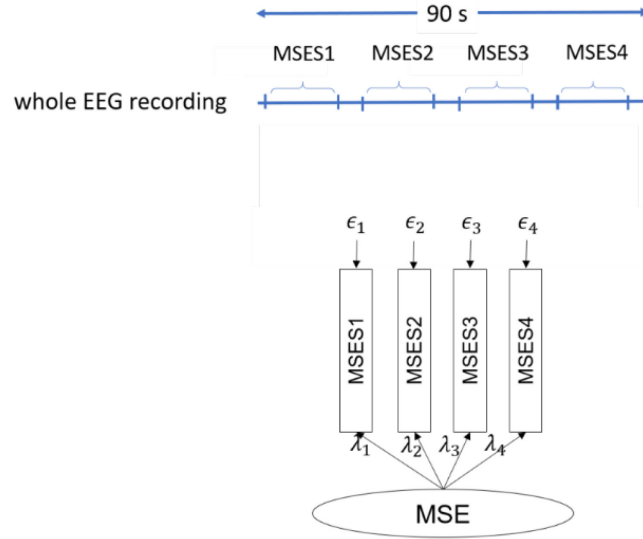 90 s
MSES1 MSES2 MSES3 MSES4
whole EEG recording
ϵ₁ ϵ₂ ϵ₃ ϵ₄
MSES1 MSES2 MSES3 MSES4
λ₁ λ₂ λ₃ λ₄
MSE